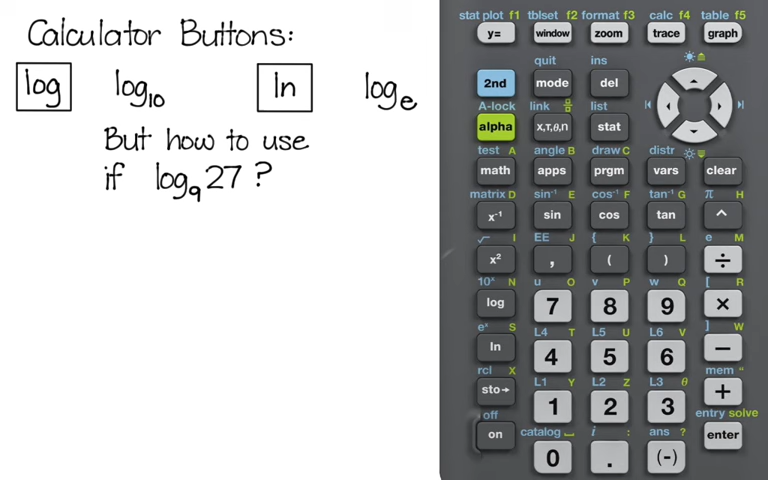 Calculator Buttons:
log log₁₀ ln logₑ
But how to use
if log₉27 ?
stat plot f1 tblset f2 format f3 calc f4 table f5
y= window zoom trace graph
quit ins
2nd mode del
A-lock link list
alpha X,T,θ,n stat
test A angle B draw C distr
math apps prgm vars clear
matrix D sin⁻¹ E cos⁻¹ F tan⁻¹ G π H
x⁻¹ sin cos tan ^
√ I EE J { K } L e M
x² , ( ) ÷
10ˣ N u O v P w Q [ R
log 7 8 9 ×
eˣ S L4 T L5 U L6 V ] W
ln 4 5 6 −
rcl X L1 Y L2 Z L3 θ mem "
sto→ 1 2 3 +
off catalog i : ans ? entry solve
on 0 . (-) enter